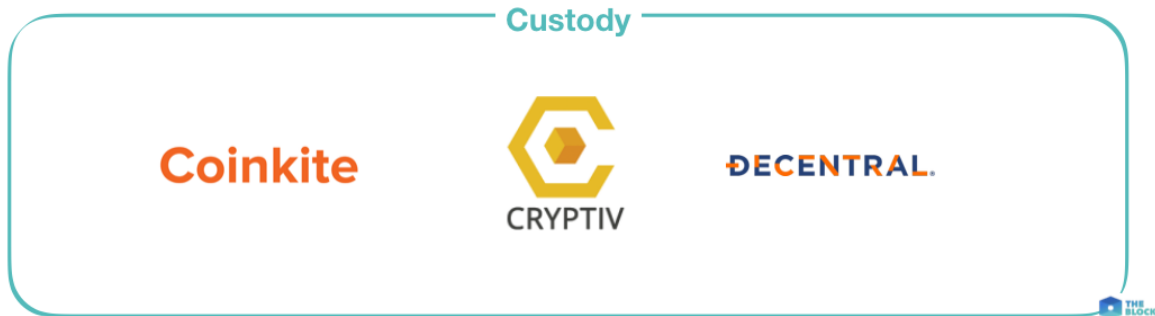 Custody
Coinkite
CRYPTIV
DECENTRAL®
THE
BLOCK